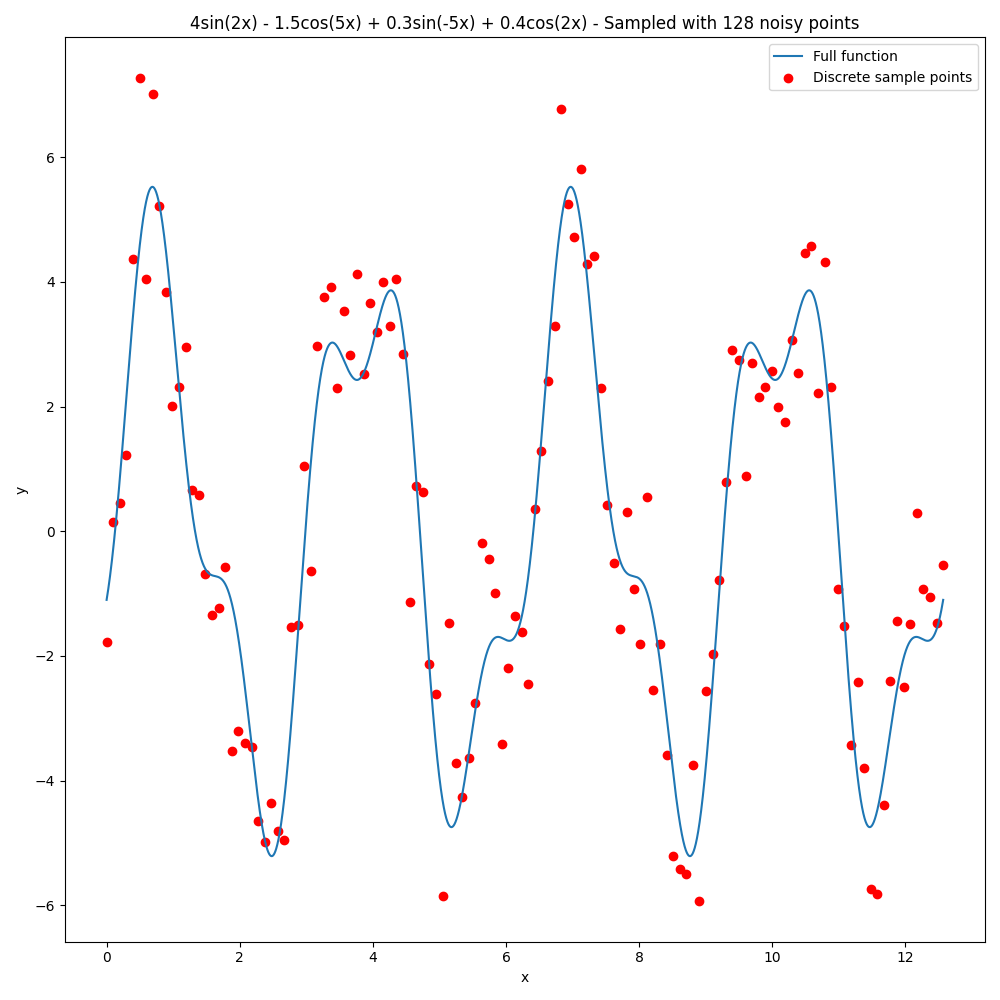 4sin(2x) - 1.5cos(5x) + 0.3sin(-5x) + 0.4cos(2x) - Sampled with 128 noisy points
Full function
Discrete sample points
6
4
2
0
−2
−4
−6
y
0 2 4 6 8 10 12
x